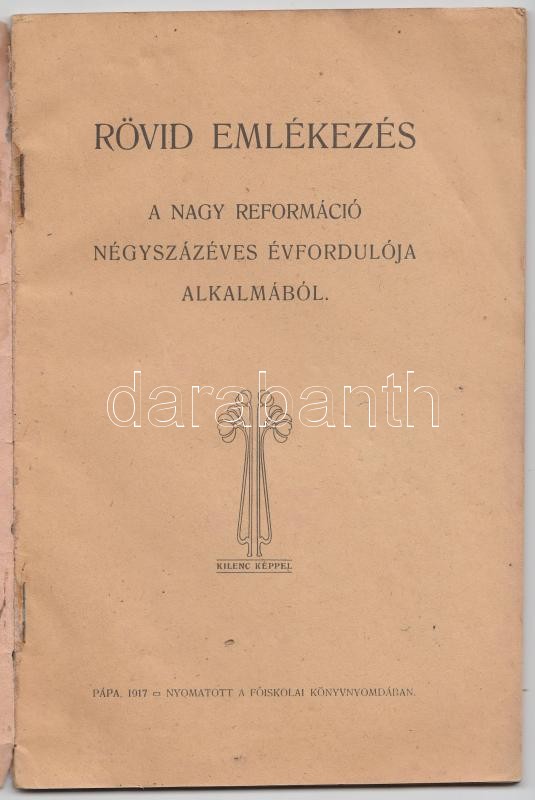 RÖVID EMLÉKEZÉS
A NAGY REFORMÁCIÓ
NÉGYSZÁZÉVES ÉVFORDULÓJA
ALKALMÁBÓL.
darabanth
KILENC KÉPPEL
PÁPA, 1917 ▭ NYOMATOTT A FŐISKOLAI KÖNYVNYOMDÁBAN.